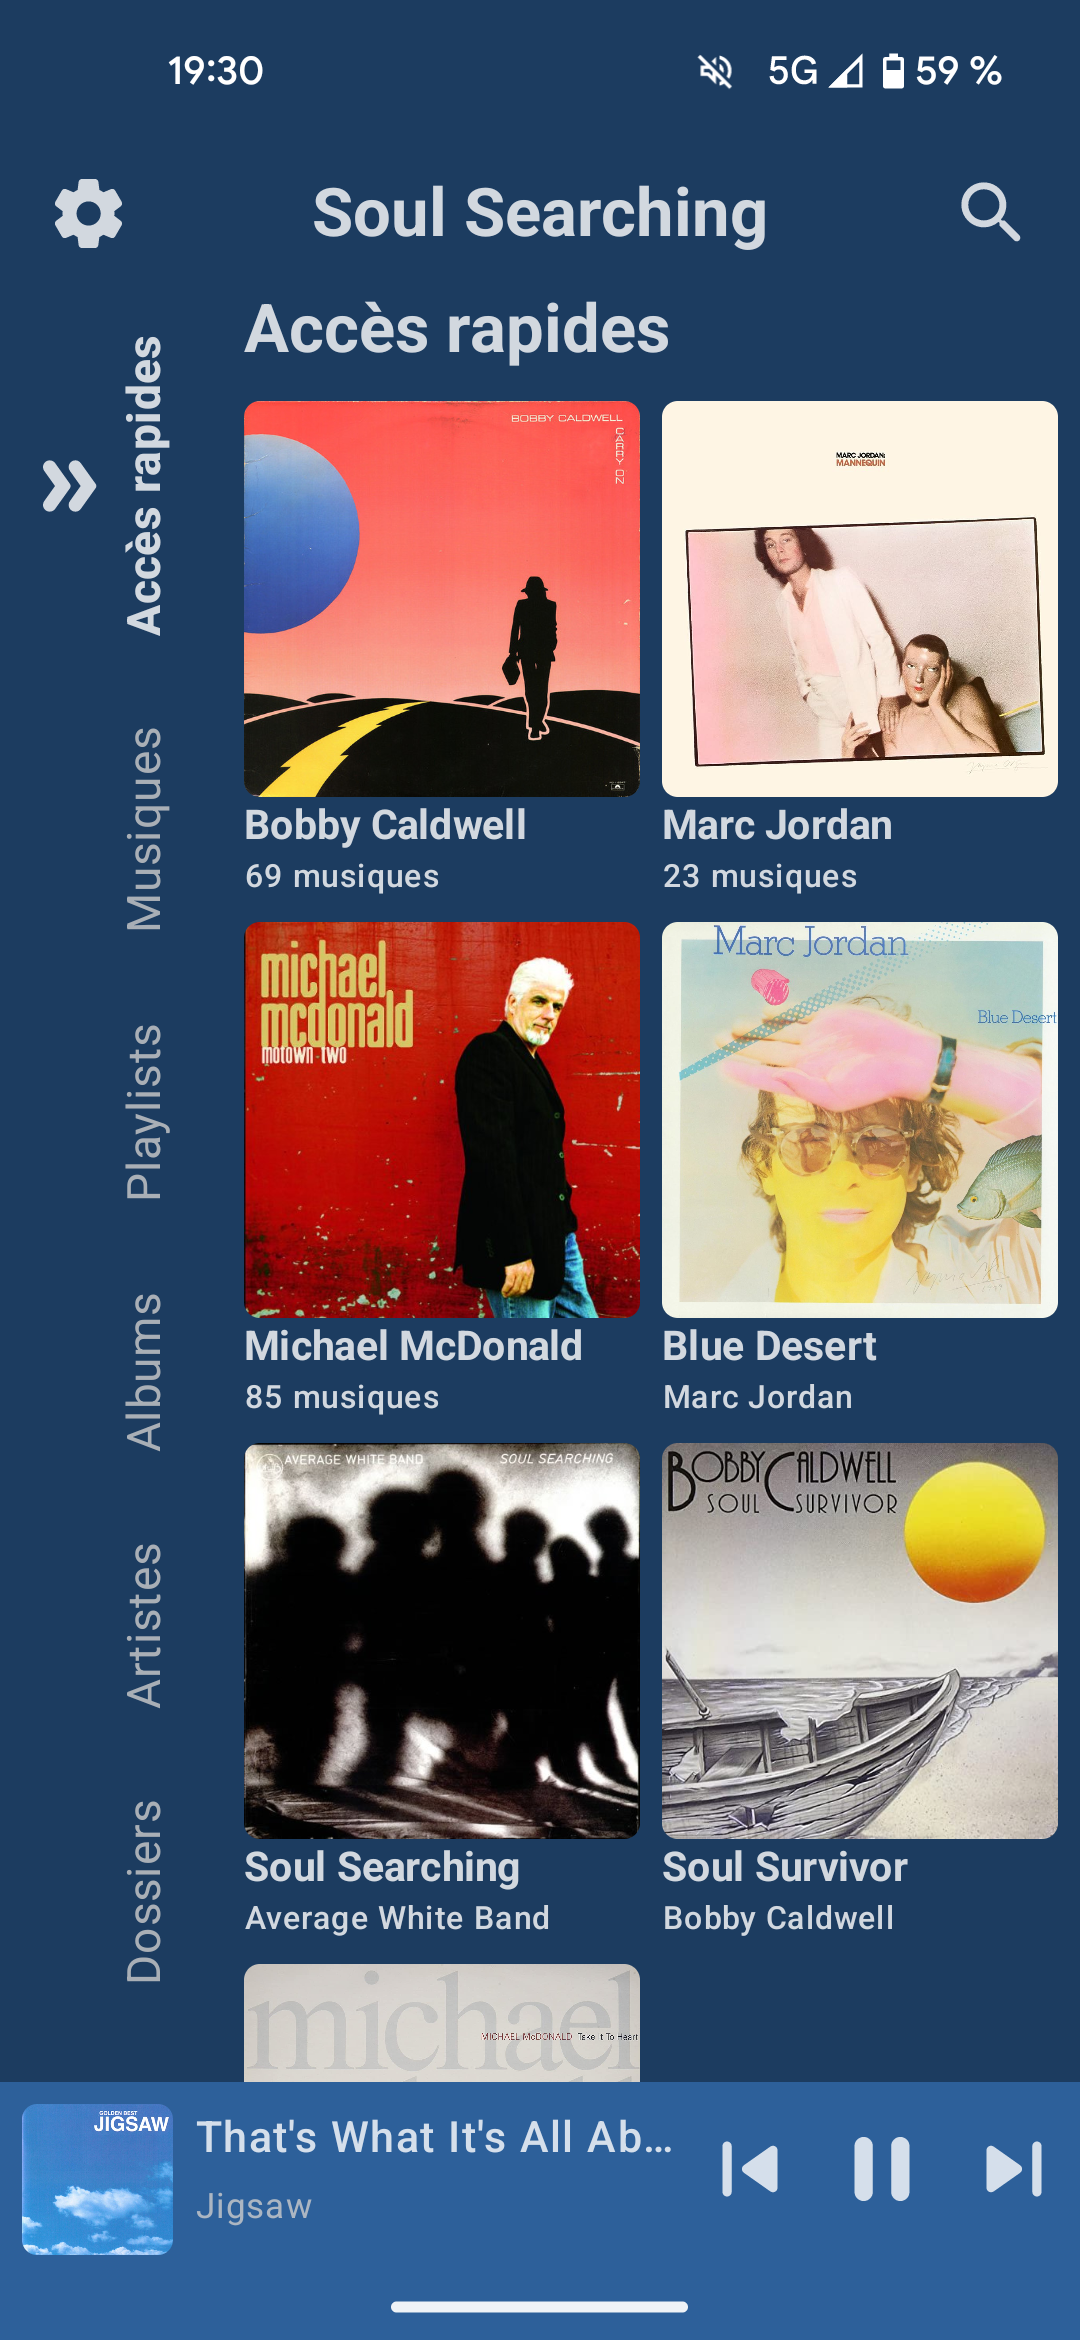 19:30
5G
59 %
Soul Searching
Accès rapides
Musiques
Playlists
Albums
Artistes
Dossiers
Accès rapides
BOBBY CALDWELL
CARRY ON
MARC JORDAN:
MANNEQUIN
Bobby Caldwell
69 musiques
Marc Jordan
23 musiques
michael
mcdonald
motown two
Marc Jordan
Blue Desert
Michael McDonald
85 musiques
Blue Desert
Marc Jordan
AVERAGE WHITE BAND
SOUL SEARCHING
BOBBY CALDWELL
SOUL SURVIVOR
Soul Searching
Average White Band
Soul Survivor
Bobby Caldwell
michael
MICHAEL McDONALD Take It To Heart
GOLDEN BEST
JIGSAW
That's What It's All Ab...
Jigsaw